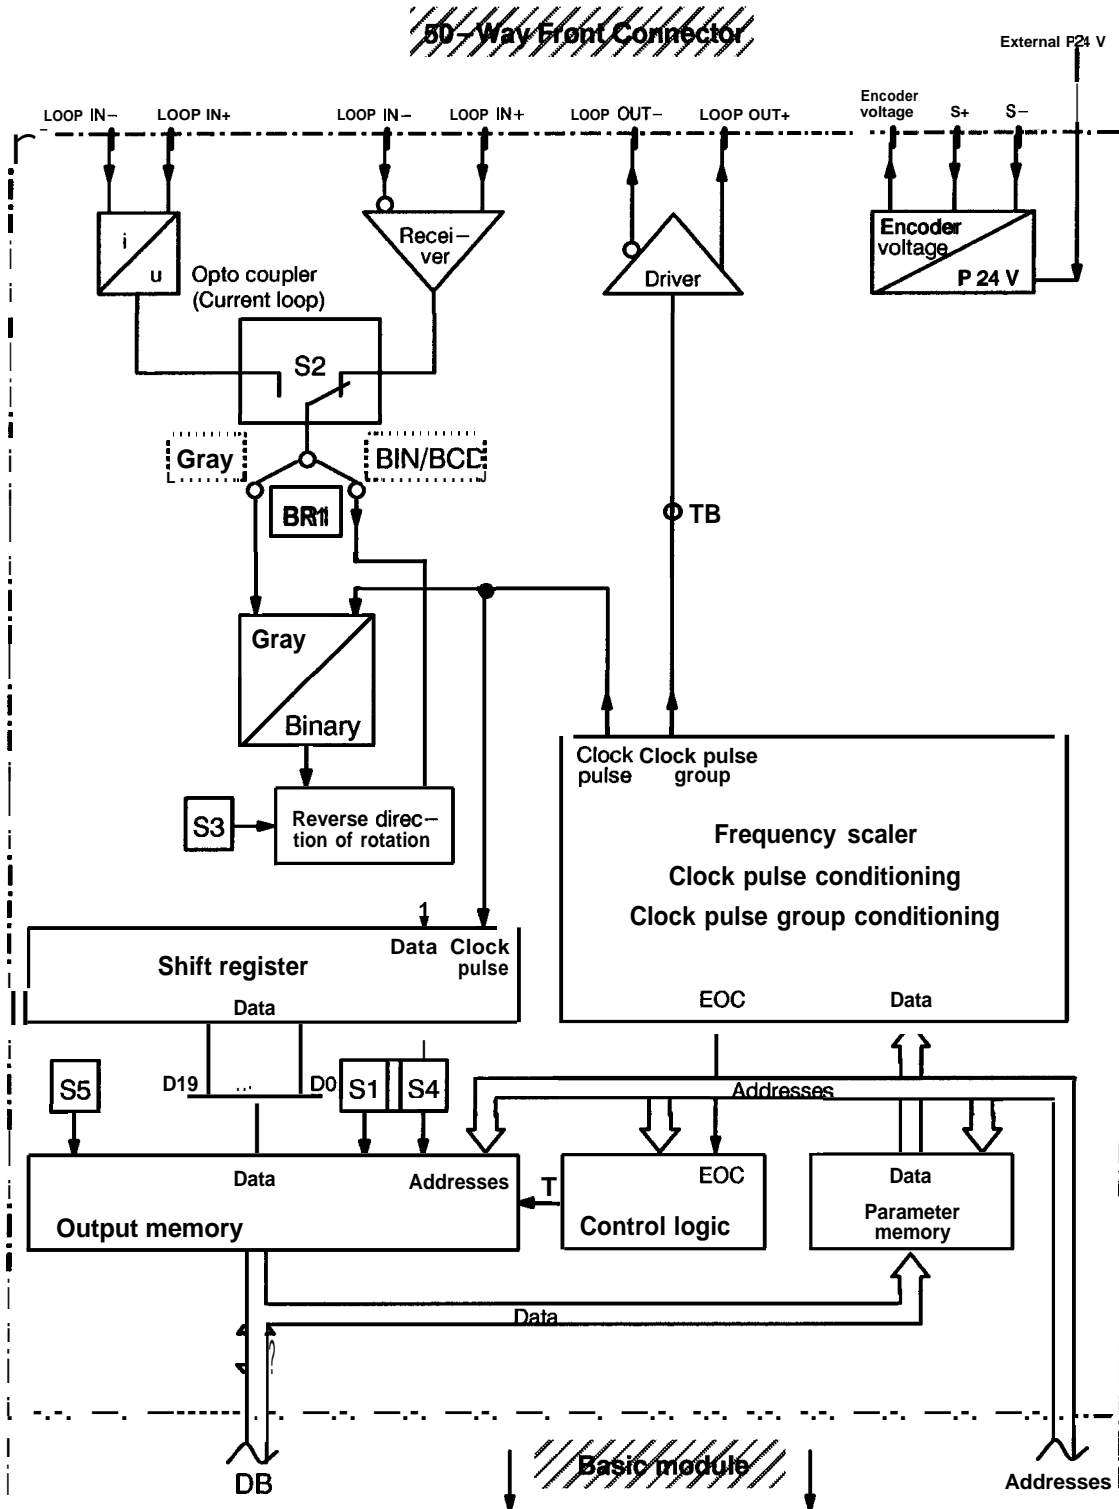 50-Way Front Connector
External P24 V
LOOP IN-
LOOP IN+
LOOP IN-
LOOP IN+
LOOP OUT-
LOOP OUT+
Encoder
voltage
S+
S-
i
u
Opto coupler
(Current loop)
Recei-
ver
Driver
Encoder
voltage
P 24 V
S2
Gray
BIN/BCD
BR1
TB
Gray
Binary
Clock
pulse
Clock pulse
group
S3
Reverse direc-
tion of rotation
Frequency scaler
Clock pulse conditioning
Clock pulse group conditioning
1
Data
Clock
pulse
Shift register
Data
EOC
Data
S5
D19
...
D0
S1
S4
Addresses
Data
Addresses
T
EOC
Data
Output memory
Control logic
Parameter
memory
Data
DB
Basic module
Addresses